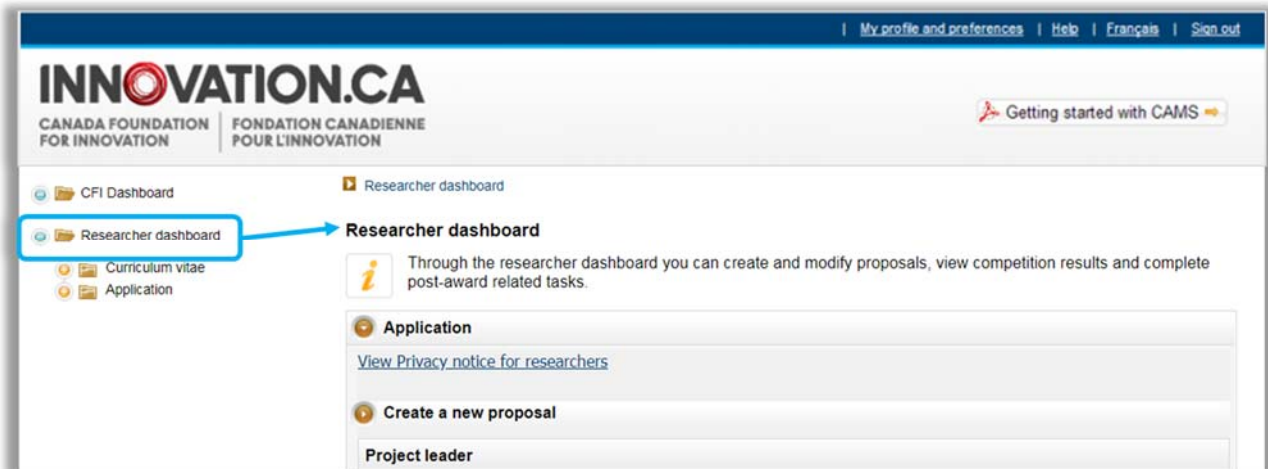 | My profile and preferences | Help | Français | Sign out
INNOVATION.CA
CANADA FOUNDATION FOR INNOVATION
FONDATION CANADIENNE POUR L'INNOVATION
Getting started with CAMS
CFI Dashboard
Researcher dashboard
Curriculum vitae
Application
Researcher dashboard
Researcher dashboard
Through the researcher dashboard you can create and modify proposals, view competition results and complete
post-award related tasks.
Application
View Privacy notice for researchers
Create a new proposal
Project leader